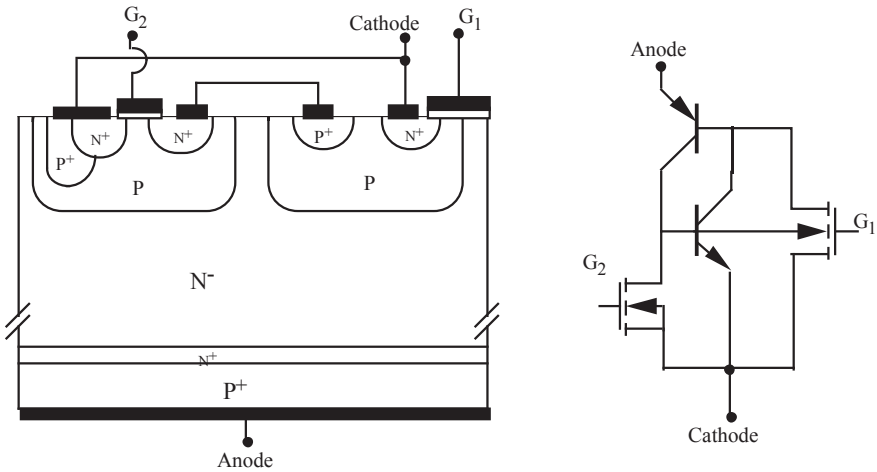 G2
Cathode
G1
N+
N+
P+
N+
P+
P
P
N-
N+
P+
Anode
Anode
G1
G2
Cathode